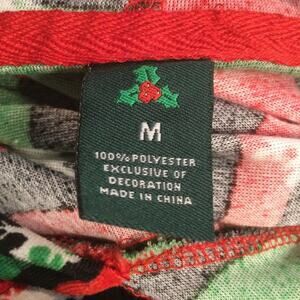 M
100% POLYESTER
EXCLUSIVE OF
DECORATION
MADE IN CHINA